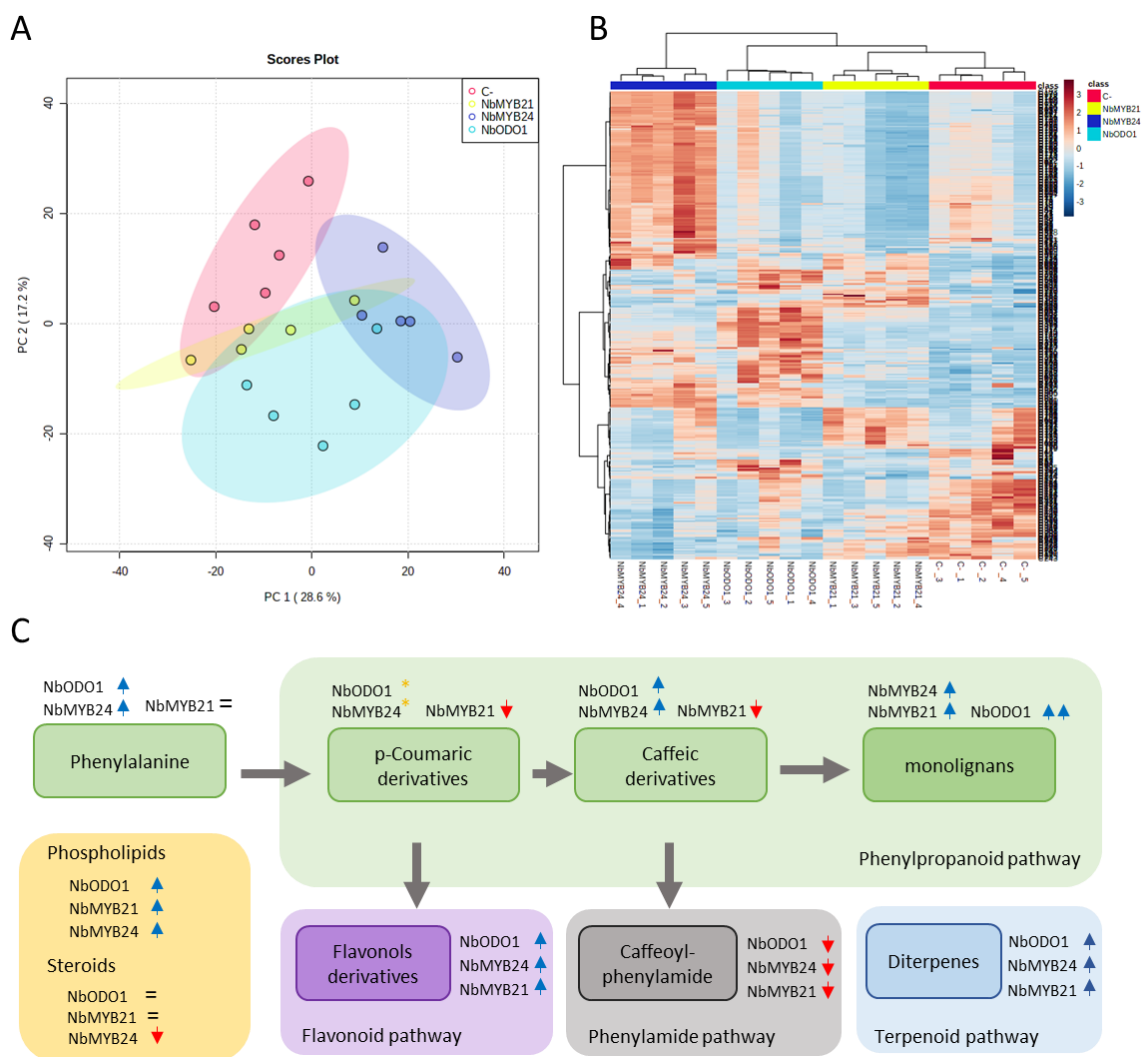 A
Scores Plot
C-
NbMYB21
NbMYB24
NbODO1
40
20
0
-20
-40
PC 2 ( 17.2 %)
-40
-20
0
20
40
PC 1 ( 28.6 %)
B
class
class
C-
NbMYB21
NbMYB24
NbODO1
3
2
1
0
-1
-2
-3
NbMYB24_4
NbMYB24_1
NbMYB24_2
NbMYB24_3
NbMYB24_5
NbODO1_3
NbODO1_2
NbODO1_5
NbODO1_1
NbODO1_4
NbMYB21_1
NbMYB21_3
NbMYB21_5
NbMYB21_2
NbMYB21_4
C-_3
C-_1
C-_2
C-_4
C-_5
C
NbODO1
NbMYB24 NbMYB21 =
Phenylalanine
NbODO1 *
NbMYB24 * NbMYB21
p-Coumaric
derivatives
NbODO1
NbMYB24 NbMYB21
Caffeic
derivatives
NbMYB24
NbMYB21 NbODO1
monolignans
Phenylpropanoid pathway
Phospholipids
NbODO1
NbMYB21
NbMYB24
Steroids
NbODO1 =
NbMYB21 =
NbMYB24
Flavonols
derivatives
NbODO1
NbMYB24
NbMYB21
Flavonoid pathway
Caffeoyl-
phenylamide
NbODO1
NbMYB24
NbMYB21
Phenylamide pathway
Diterpenes
NbODO1
NbMYB24
NbMYB21
Terpenoid pathway